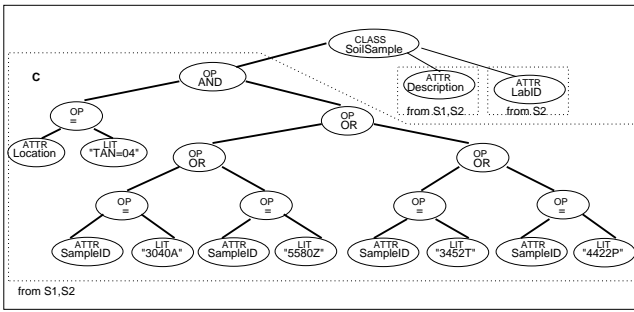 CLASS
SoilSample
OP
AND
C
ATTR
Description
ATTR
LabID
from S1,S2
from S2
OP
=
OP
OR
ATTR
Location
LIT
"TAN=04"
OP
OR
OP
OR
OP
=
OP
=
OP
=
OP
=
ATTR
SampleID
LIT
"3040A"
ATTR
SampleID
LIT
"5580Z"
ATTR
SampleID
LIT
"3452T"
ATTR
SampleID
LIT
"4422P"
from S1,S2